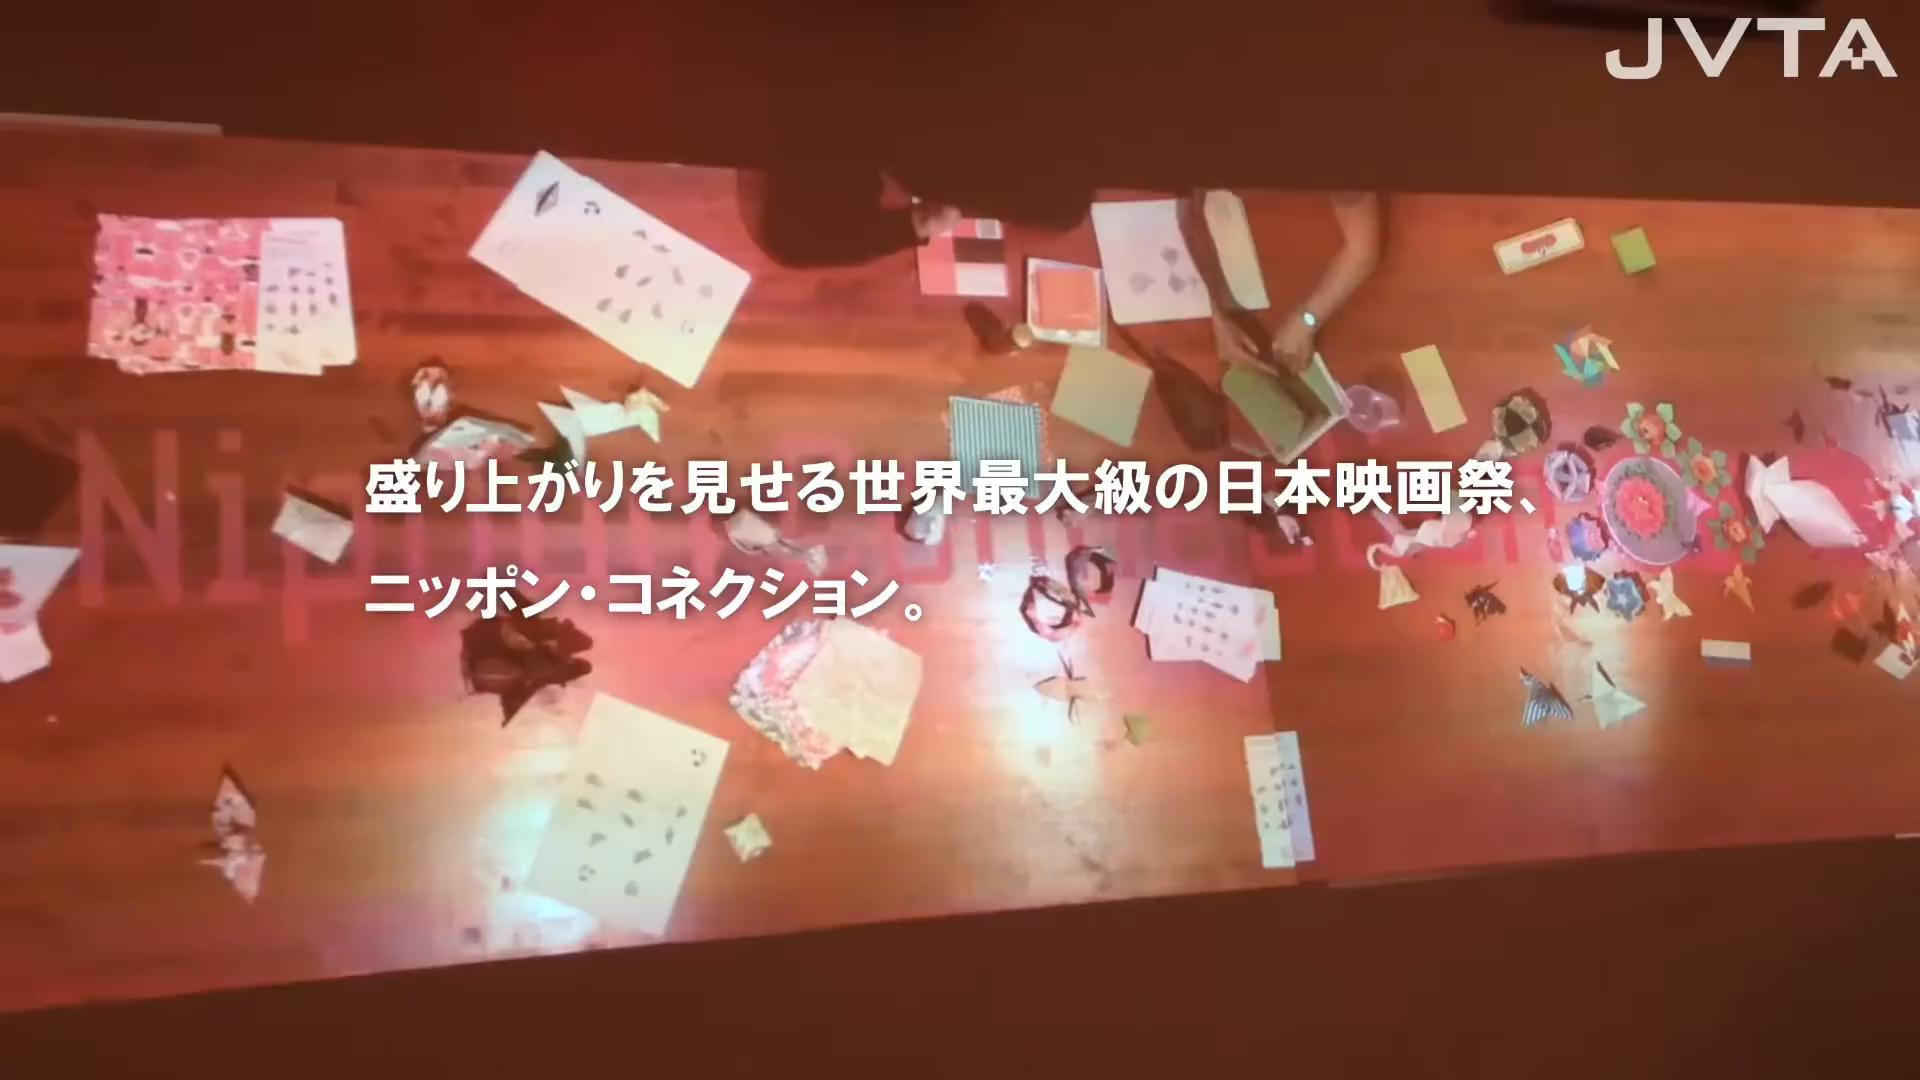 JVTA
盛り上がりを見せる世界最大級の日本映画祭、
ニッポン・コネクション。